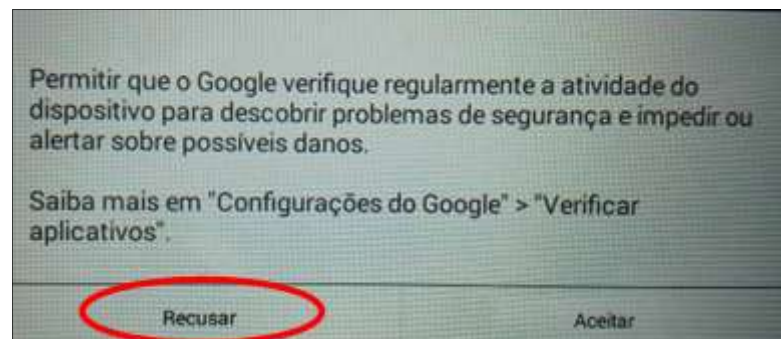 Permitir que o Google verifique regularmente a atividade do
dispositivo para descobrir problemas de segurança e impedir ou
alertar sobre possíveis danos.
Saiba mais em "Configurações do Google" > "Verificar
aplicativos".
Recusar
Aceitar